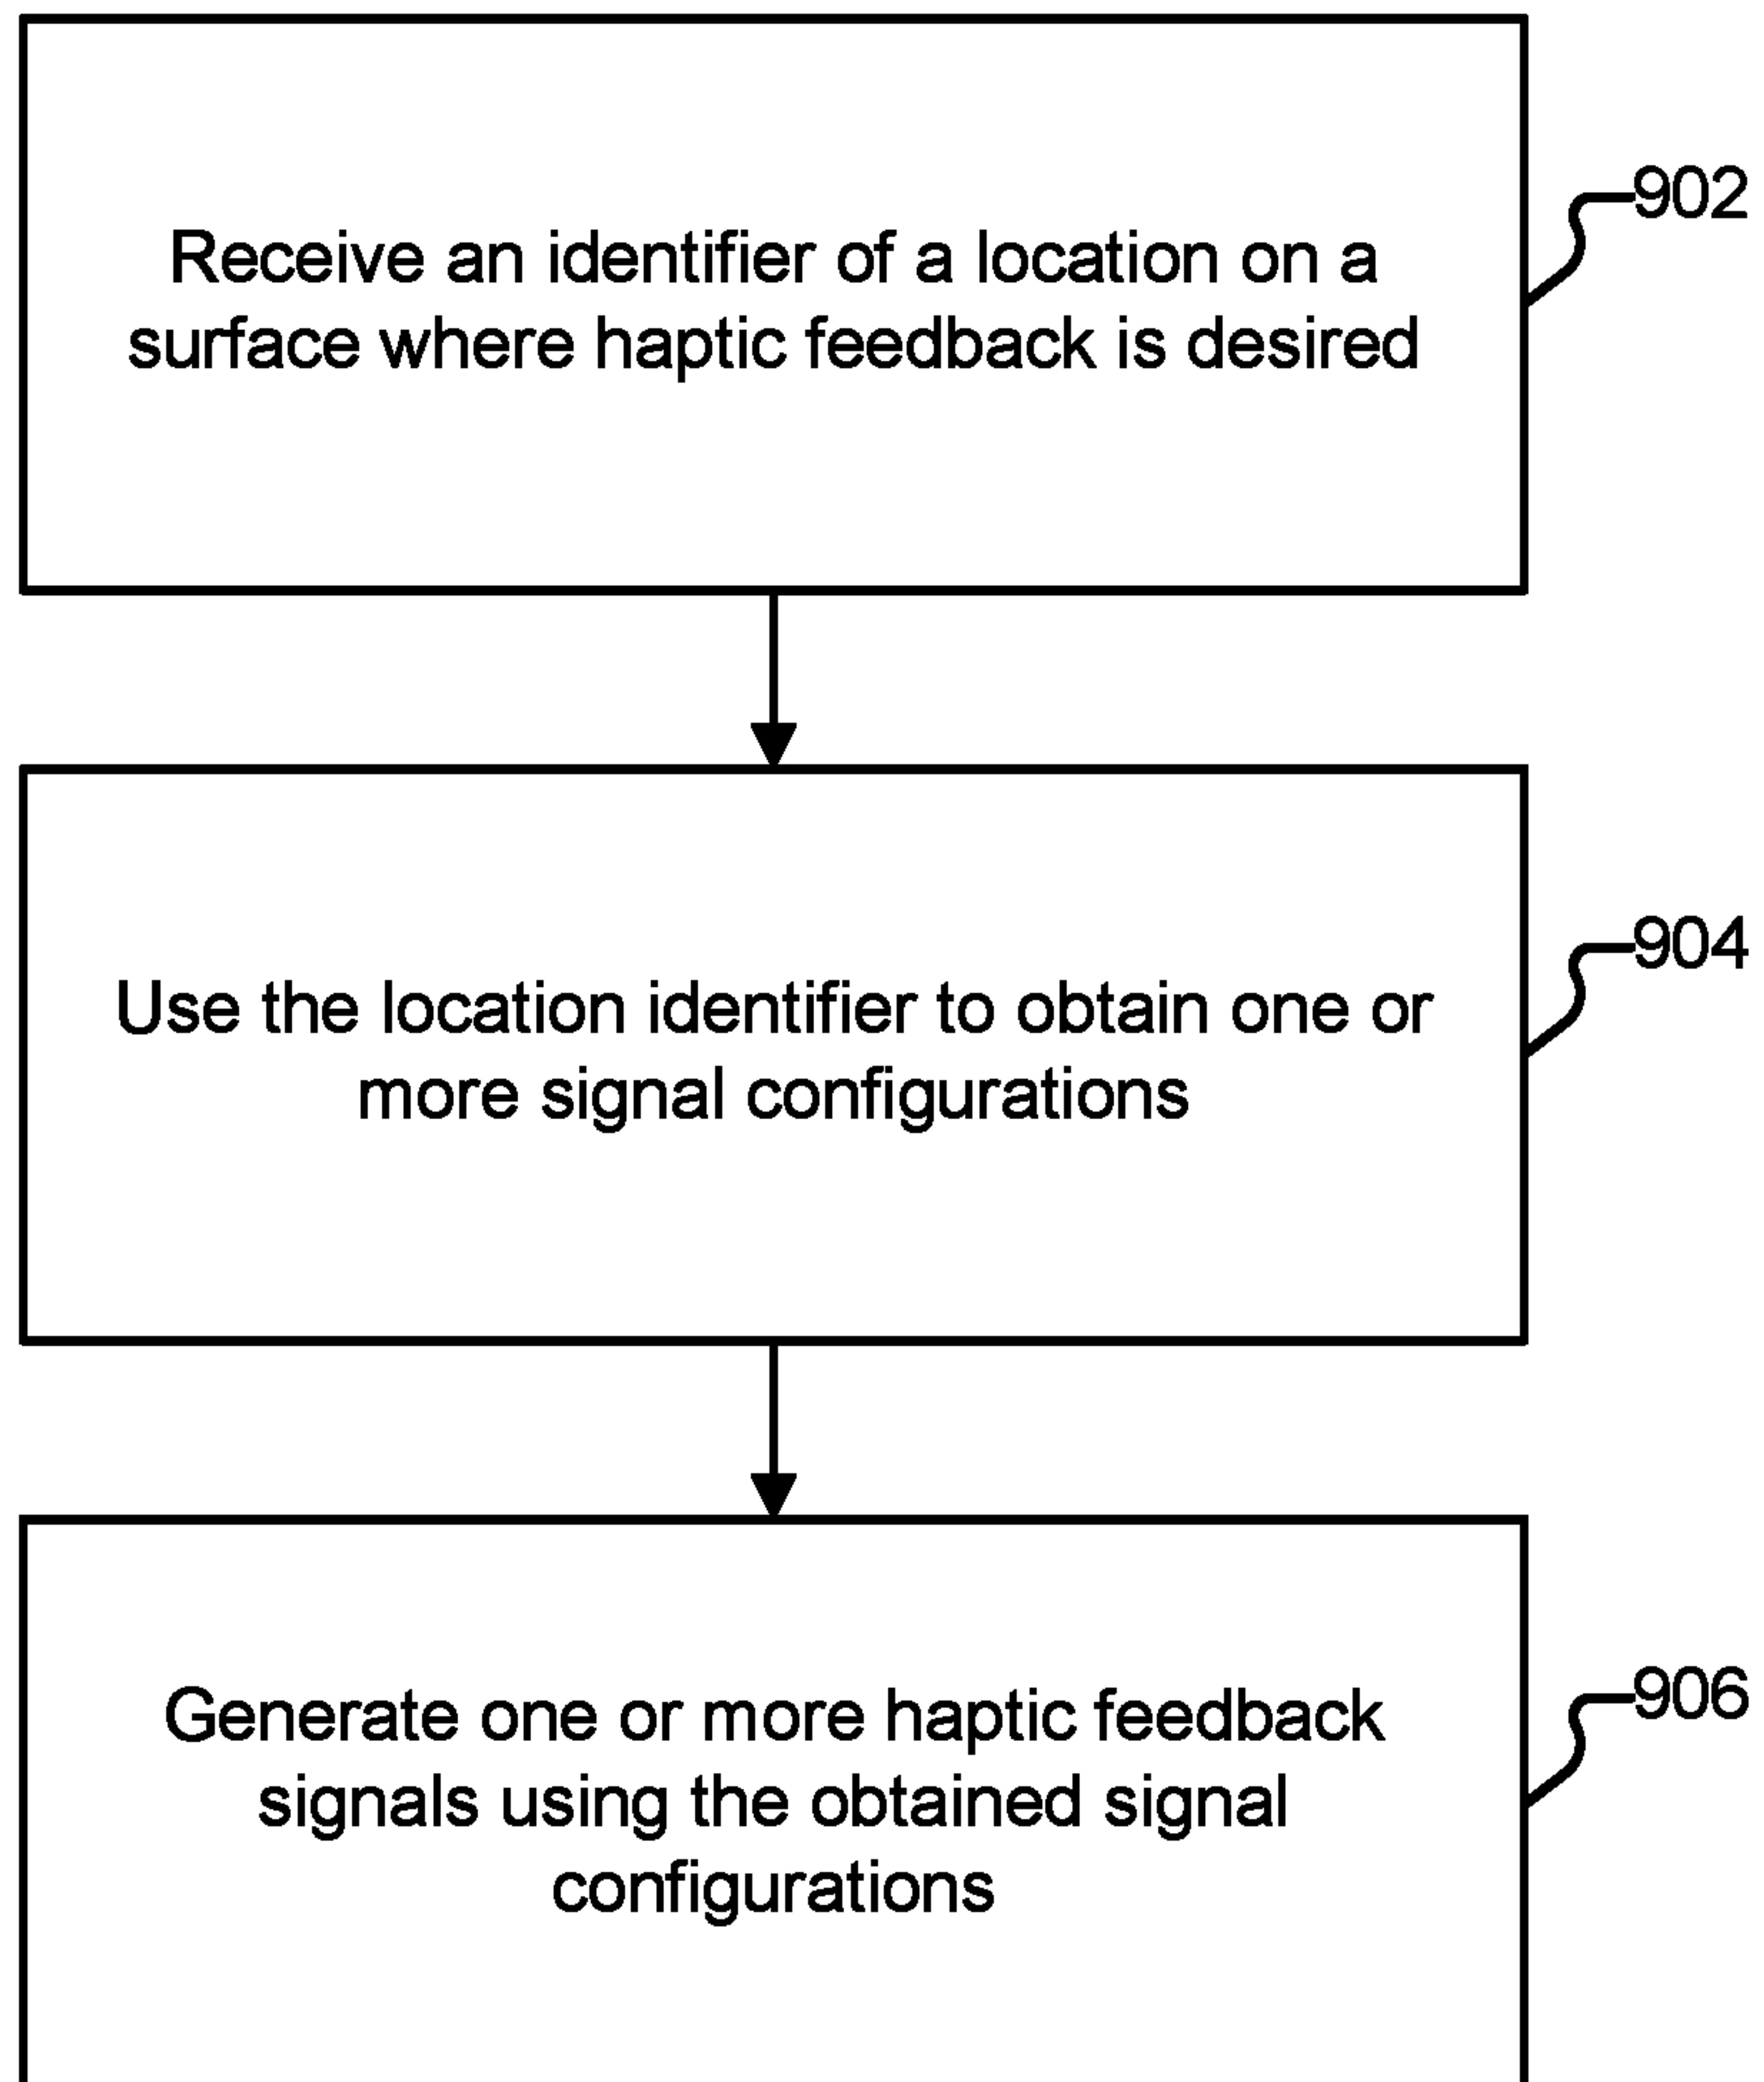 Receive an identifier of a location on a
surface where haptic feedback is desired
902
Use the location identifier to obtain one or
more signal configurations
904
Generate one or more haptic feedback
signals using the obtained signal
configurations
906